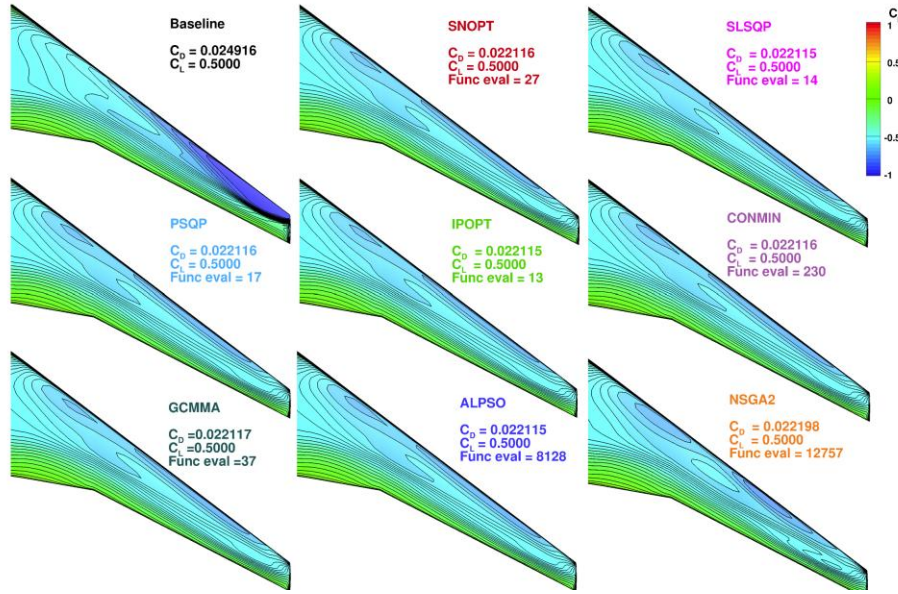 Baseline
C_D = 0.024916
C_L = 0.5000
SNOPT
C_D = 0.022116
C_L = 0.5000
Func eval = 27
SLSQP
C_D = 0.022115
C_L = 0.5000
Func eval = 14
C
1
0.5
0
-0.5
-1
PSQP
C_D = 0.022116
C_L = 0.5000
Func eval = 17
IPOPT
C_D = 0.022115
C_L = 0.5000
Func eval = 13
CONMIN
C_D = 0.022116
C_L = 0.5000
Func eval = 230
GCMMA
C_D =0.022117
C_L =0.5000
Func eval =37
ALPSO
C_D = 0.022115
C_L = 0.5000
Func eval = 8128
NSGA2
C_D = 0.022198
C_L = 0.5000
Func eval = 12757